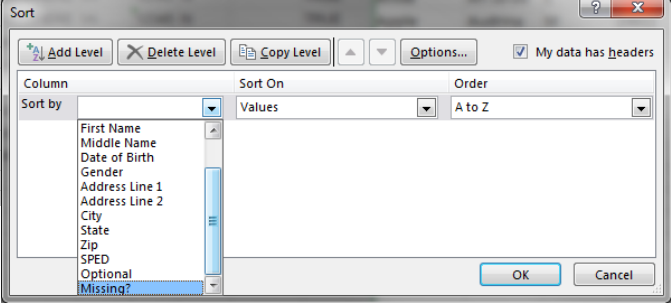 Sort
Add Level Delete Level Copy Level Options... My data has headers
Column Sort On Order
Sort by Values A to Z
First Name
Middle Name
Date of Birth
Gender
Address Line 1
Address Line 2
City
State
Zip
SPED
Optional
Missing?
OK Cancel